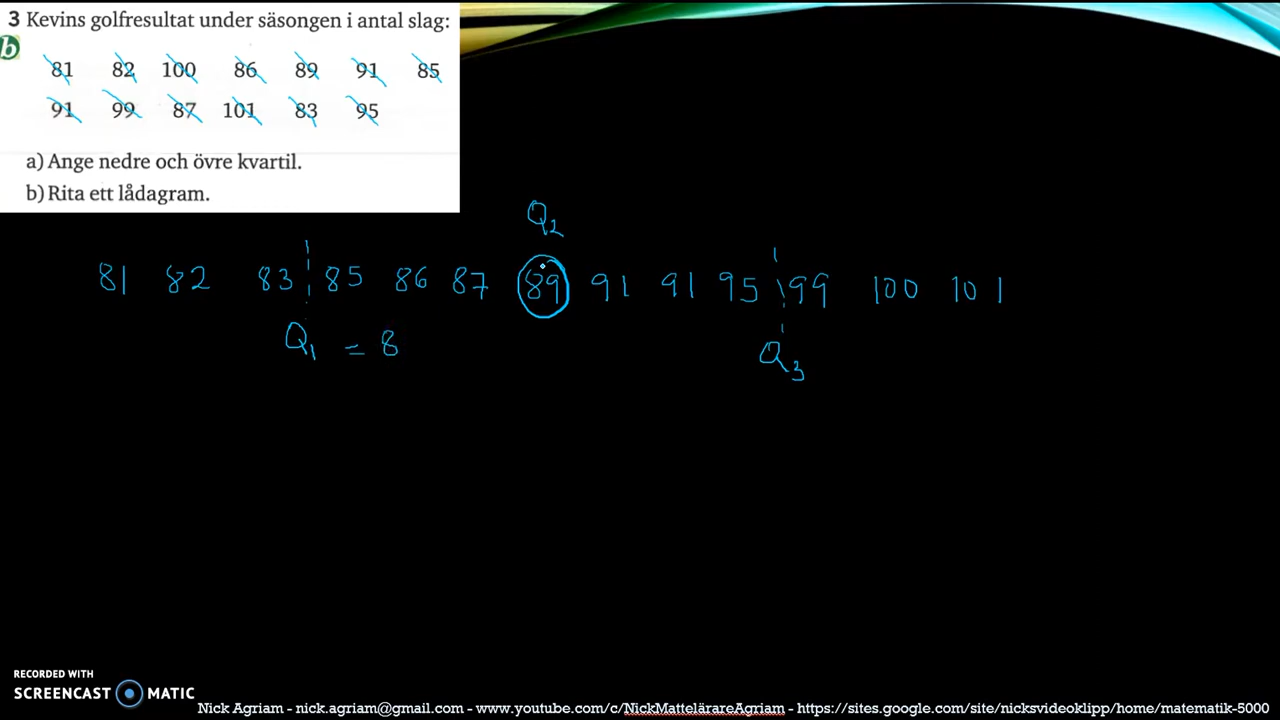 3 Kevins golfresultat under säsongen i antal slag:
b
81 82 100 86 89 91 85
91 99 87 101 83 95
a) Ange nedre och övre kvartil.
b) Rita ett lådagram.
Q2
81 82 83 85 86 87 89 91 91 95 99 100 101
Q1 = 8
Q3
RECORDED WITH
SCREENCAST MATIC
Nick Agriam - nick.agriam@gmail.com - www.youtube.com/c/NickMattelärareAgriam - https://sites.google.com/site/nicksvideoklipp/home/matematik-5000